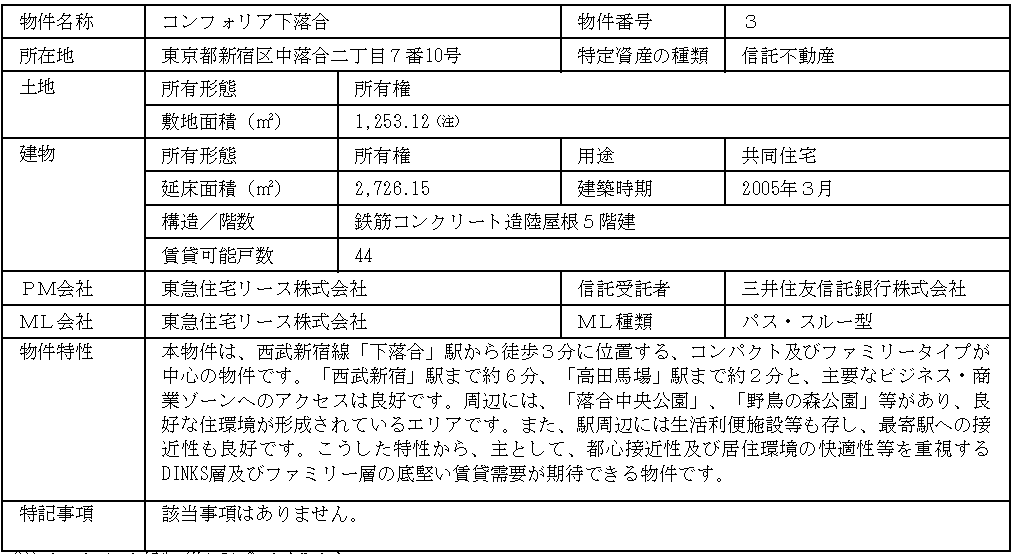 物件名称 コンフォリア下落合 物件番号 ３
所在地 東京都新宿区中落合二丁目７番10号 特定資産の種類 信託不動産
土地 所有形態 所有権
敷地面積（㎡） 1,253.12（注）
建物 所有形態 所有権 用途 共同住宅
延床面積（㎡） 2,726.15 建築時期 2005年３月
構造／階数 鉄筋コンクリート造陸屋根５階建
賃貸可能戸数 44
ＰＭ会社 東急住宅リース株式会社 信託受託者 三井住友信託銀行株式会社
ＭＬ会社 東急住宅リース株式会社 ＭＬ種類 パス・スルー型
物件特性 本物件は、西武新宿線「下落合」駅から徒歩３分に位置する、コンパクト及びファミリータイプが
中心の物件です。「西武新宿」駅まで約６分、「高田馬場」駅まで約２分と、主要なビジネス・商
業ゾーンへのアクセスは良好です。周辺には、「落合中央公園」、「野鳥の森公園」等があり、良
好な住環境が形成されているエリアです。また、駅周辺には生活利便施設等も存し、最寄駅への接
近性も良好です。こうした特性から、主として、都心接近性及び居住環境の快適性等を重視する
DINKS層及びファミリー層の底堅い賃貸需要が期待できる物件です。
特記事項 該当事項はありません。